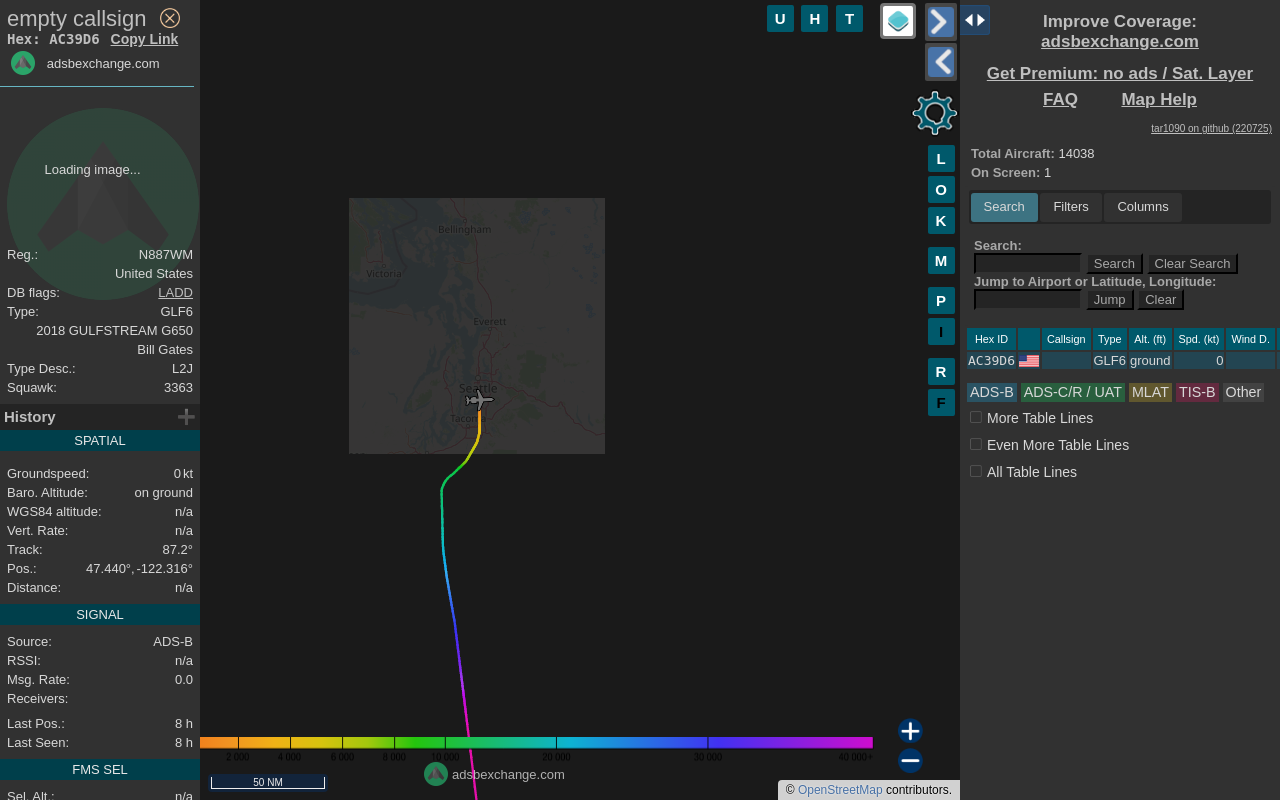 empty callsign
Hex: AC39D6 Copy Link
adsbexchange.com
Loading image...
Reg.: N887WM
United States
DB flags: LADD
Type: GLF6
2018 GULFSTREAM G650
Bill Gates
Type Desc.: L2J
Squawk: 3363
History
SPATIAL
Groundspeed: 0 kt
Baro. Altitude: on ground
WGS84 altitude: n/a
Vert. Rate: n/a
Track: 87.2°
Pos.: 47.440°, -122.316°
Distance: n/a
SIGNAL
Source: ADS-B
RSSI: n/a
Msg. Rate: 0.0
Receivers:
Last Pos.: 8 h
Last Seen: 8 h
FMS SEL
Sel. Alt.: n/a
U H T
L
O
K
M
P
I
R
F
Bellingham
Victoria
Everett
Seattle
Tacoma
2 000 4 000 6 000 8 000 10 000 20 000 30 000 40 000+
50 NM
adsbexchange.com
© OpenStreetMap contributors.
Improve Coverage:
adsbexchange.com
Get Premium: no ads / Sat. Layer
FAQ Map Help
tar1090 on github (220725)
Total Aircraft: 14038
On Screen: 1
Search Filters Columns
Search:
Search Clear Search
Jump to Airport or Latitude, Longitude:
Jump Clear
Hex ID Callsign Type Alt. (ft) Spd. (kt) Wind D.
AC39D6 GLF6 ground 0
ADS-B ADS-C/R / UAT MLAT TIS-B Other
More Table Lines
Even More Table Lines
All Table Lines